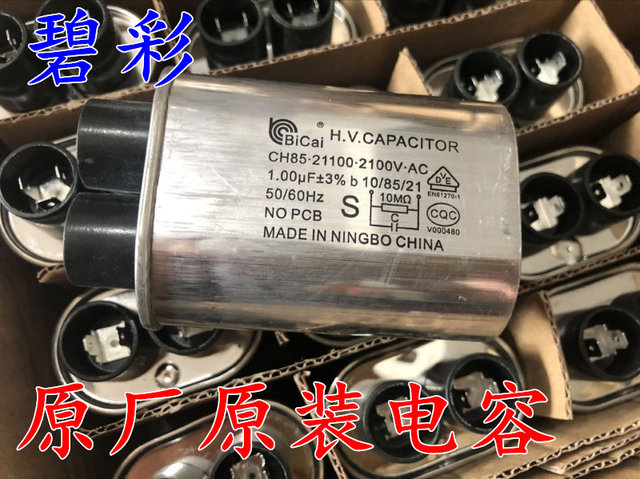 碧彩
BiCai H.V.CAPACITOR
CH85·21100·2100V·AC
1.00μF±3% b 10/85/21
50/60Hz
NO PCB
S
10MΩ
C
DVE
EN61270-1
CQC
V000480
MADE IN NINGBO CHINA
原厂原装电容